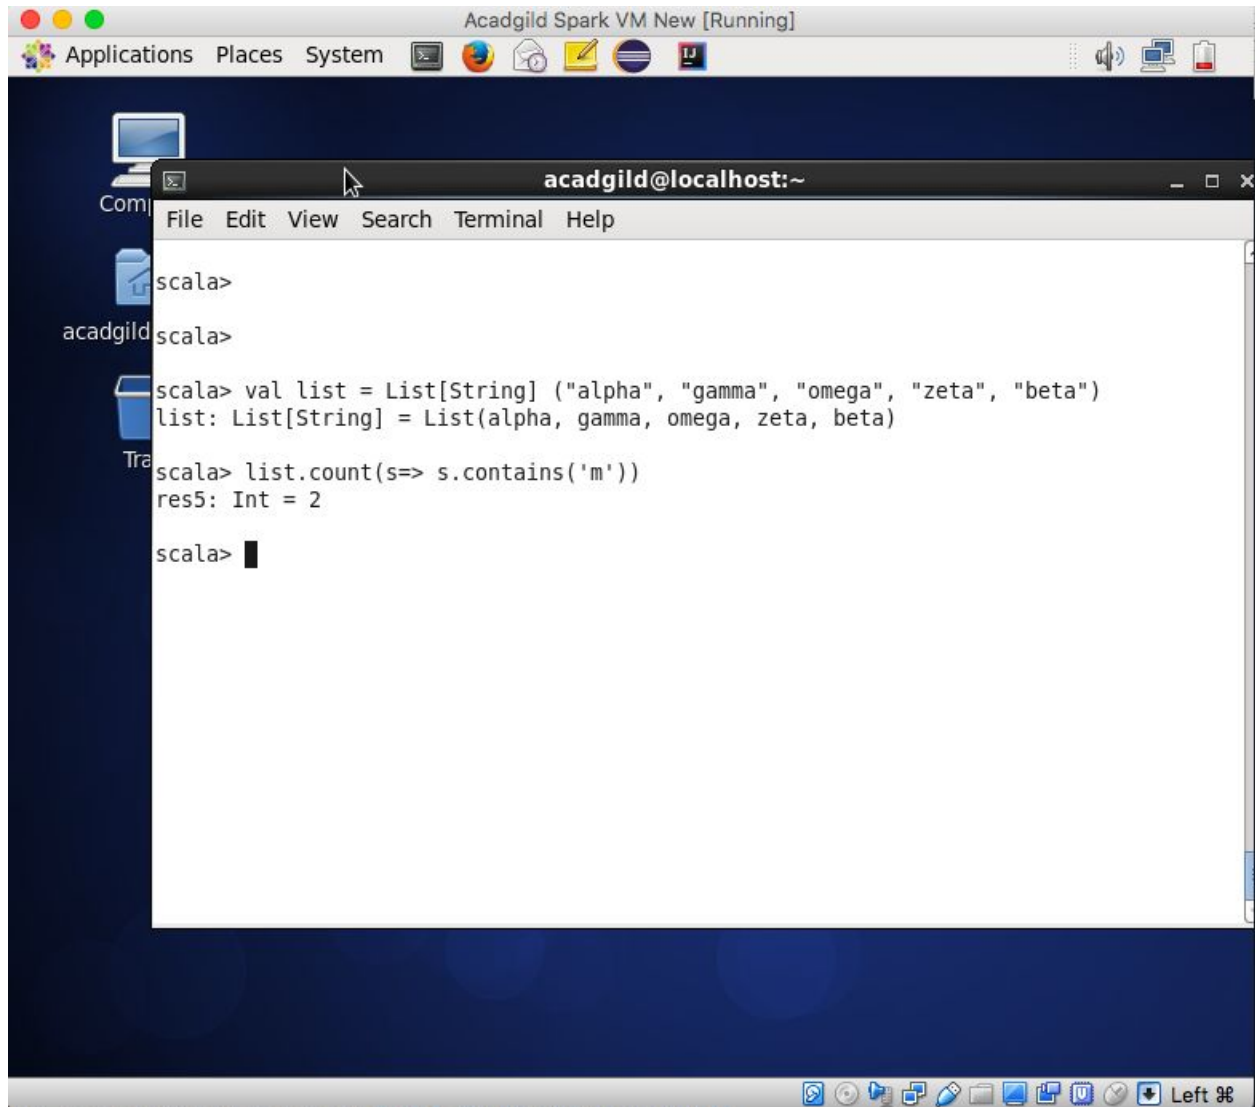 Acadgild Spark VM New [Running]
Applications Places System
acadgild@localhost:~
Com
File Edit View Search Terminal Help
scala>
acadgild
scala>
scala> val list = List[String] ("alpha", "gamma", "omega", "zeta", "beta")
list: List[String] = List(alpha, gamma, omega, zeta, beta)
Tra
scala> list.count(s=> s.contains('m'))
res5: Int = 2
scala>
Left ⌘